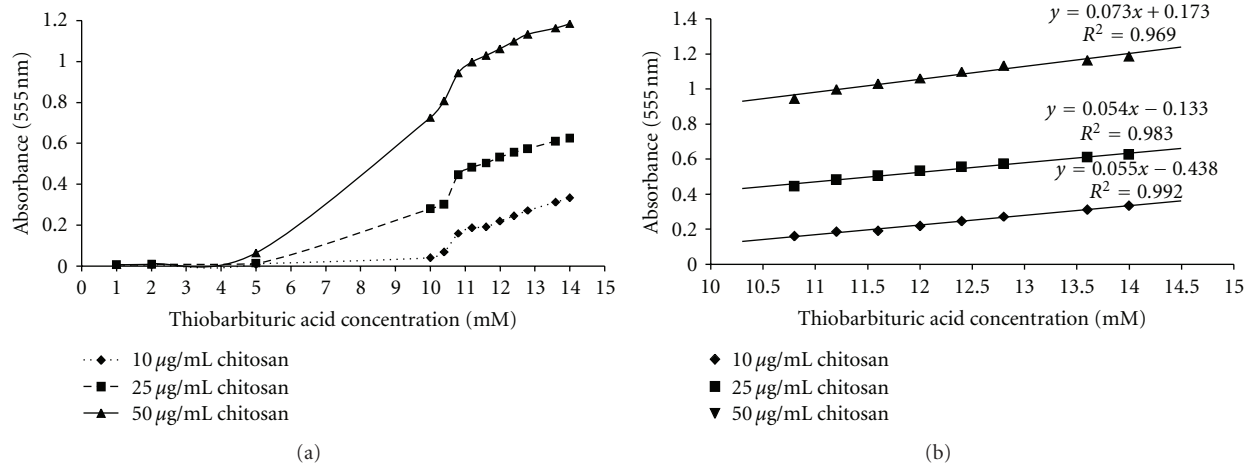 1.2
1
0.8
0.6
0.4
0.2
0
Absorbance (555 nm)
0 1 2 3 4 5 6 7 8 9 10 11 12 13 14 15
Thiobarbituric acid concentration (mM)
10 µg/mL chitosan
25 µg/mL chitosan
50 µg/mL chitosan
(a)
1.4
1.2
1
0.8
0.6
0.4
0.2
0
Absorbance (555 nm)
y = 0.073x + 0.173
R² = 0.969
y = 0.054x − 0.133
R² = 0.983
y = 0.055x − 0.438
R² = 0.992
10 10.5 11 11.5 12 12.5 13 13.5 14 14.5 15
Thiobarbituric acid concentration (mM)
10 µg/mL chitosan
25 µg/mL chitosan
50 µg/mL chitosan
(b)